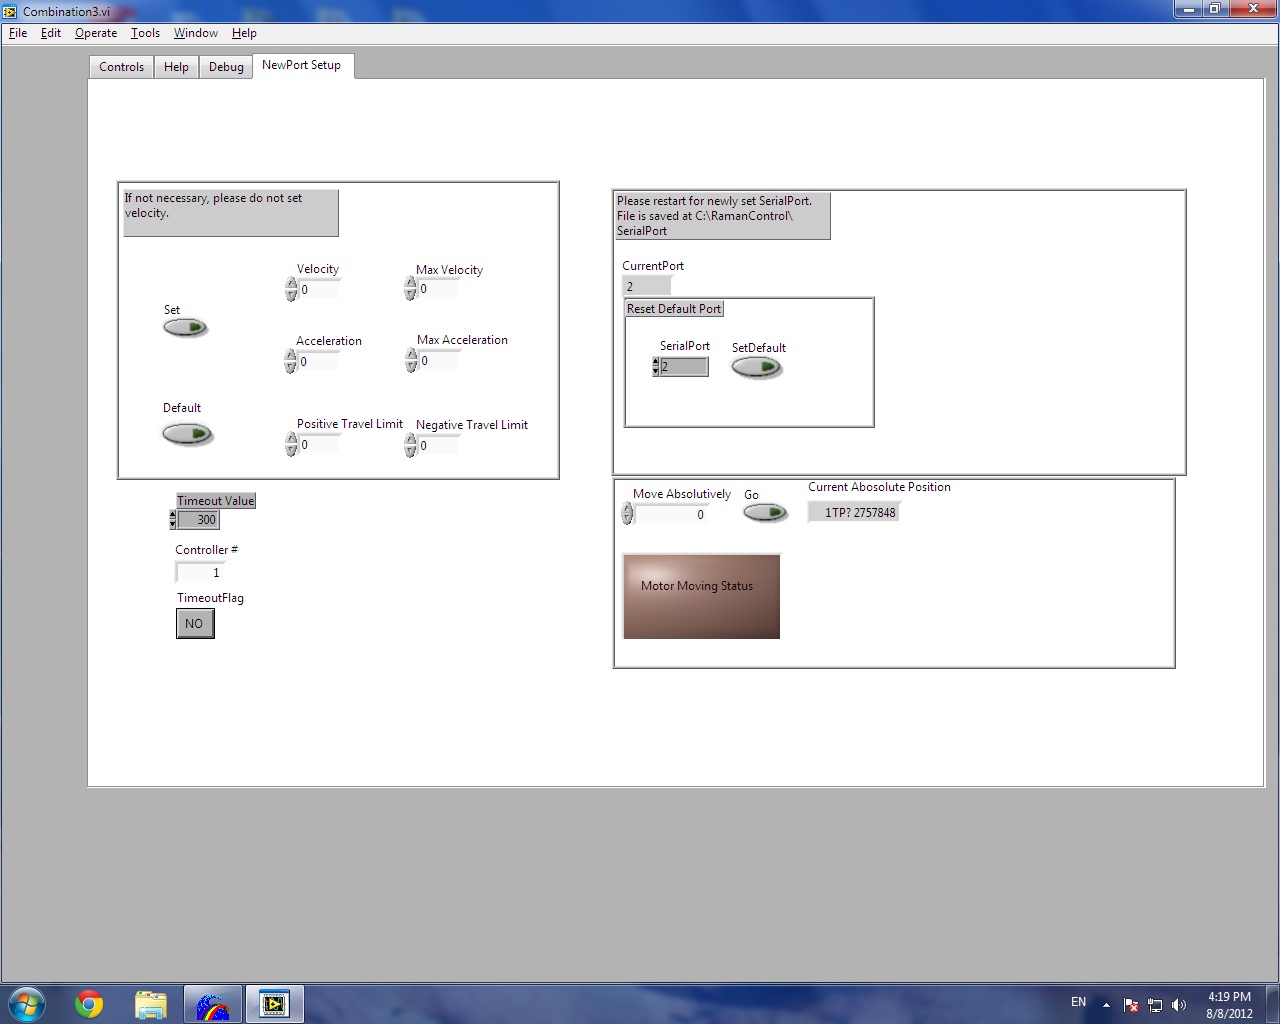 Combination3.vi
File Edit Operate Tools Window Help
Controls Help Debug NewPort Setup
If not necessary, please do not set
velocity.
Velocity
0
Max Velocity
0
Set
Acceleration
0
Max Acceleration
0
Default
Positive Travel Limit
0
Negative Travel Limit
0
Timeout Value
300
Controller #
1
TimeoutFlag
NO
Please restart for newly set SerialPort.
File is saved at C:\RamanControl\
SerialPort
CurrentPort
2
Reset Default Port
SerialPort
2
SetDefault
Move Absolutively
0
Go
Current Abosolute Position
1TP? 2757848
Motor Moving Status
EN
4:19 PM
8/8/2012